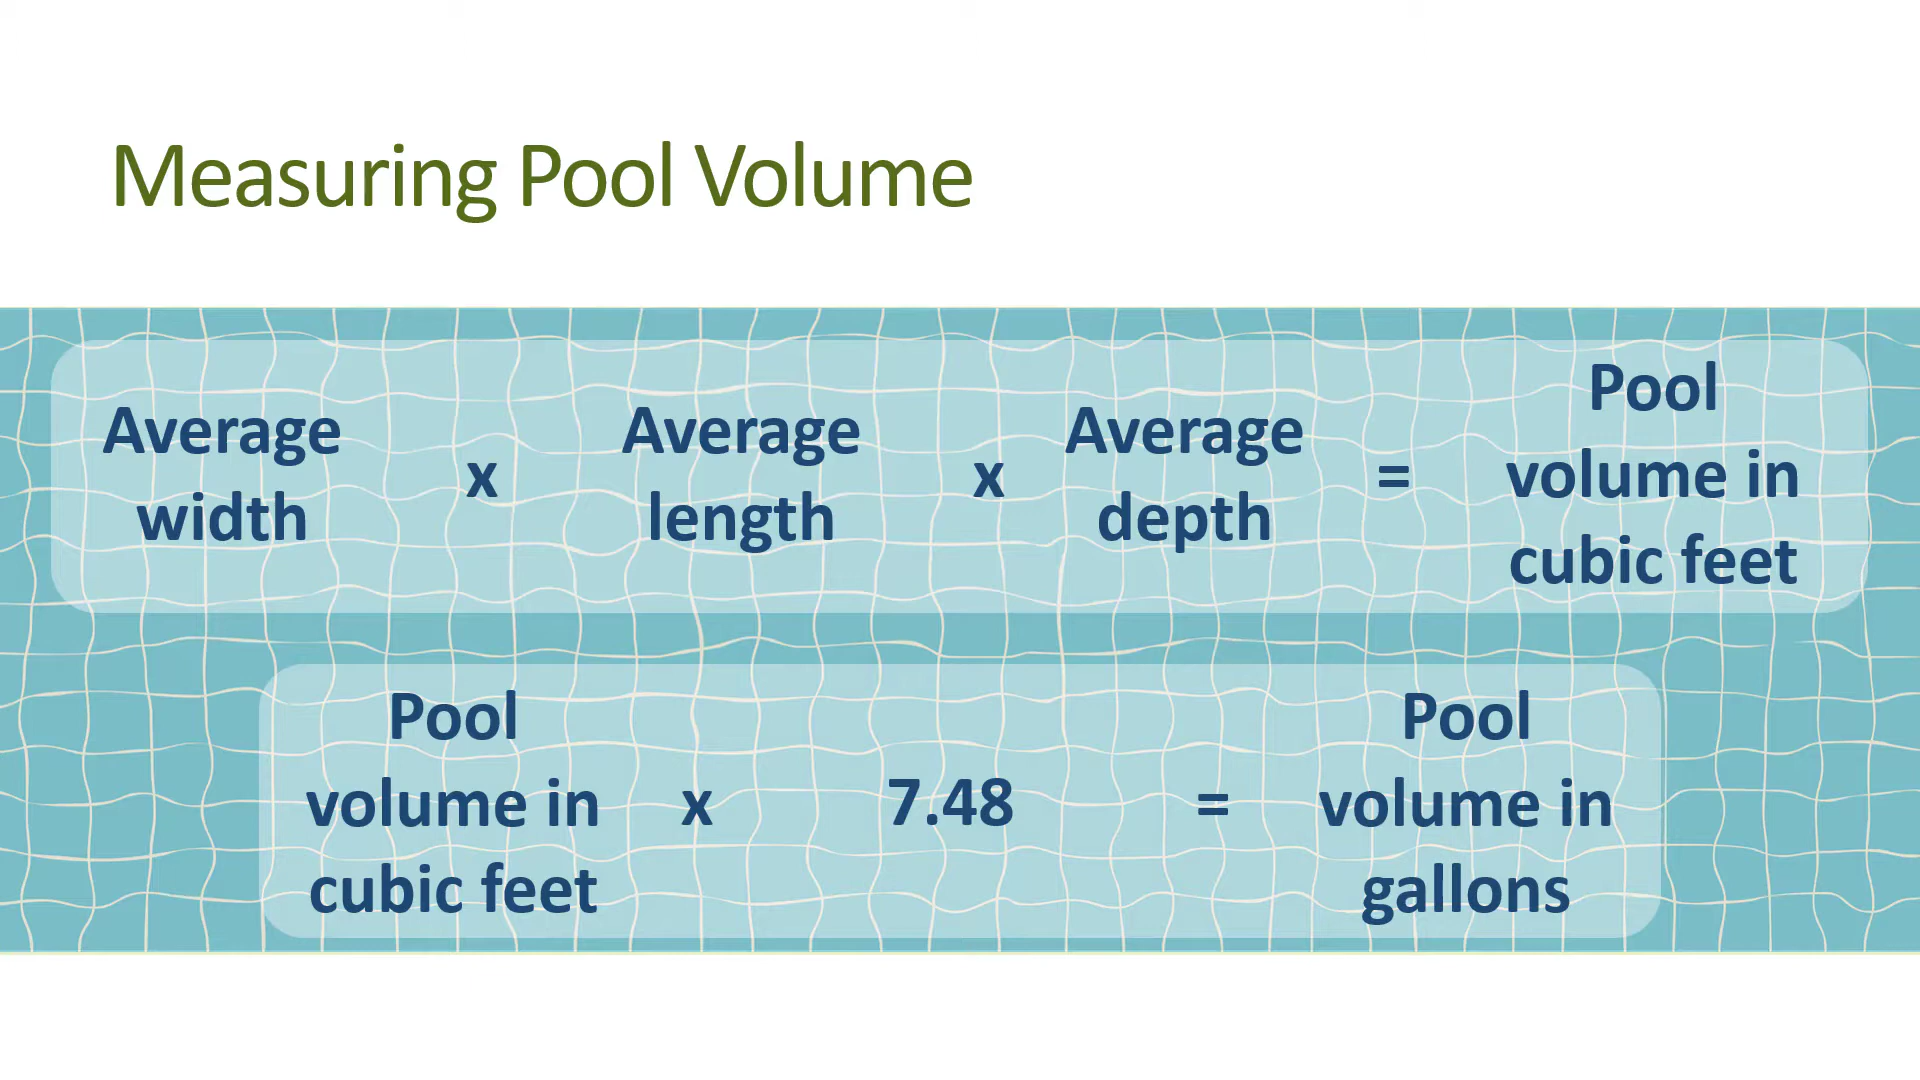 Measuring Pool Volume
Average width x Average length x Average depth = Pool volume in cubic feet
Pool volume in cubic feet x 7.48 = Pool volume in gallons